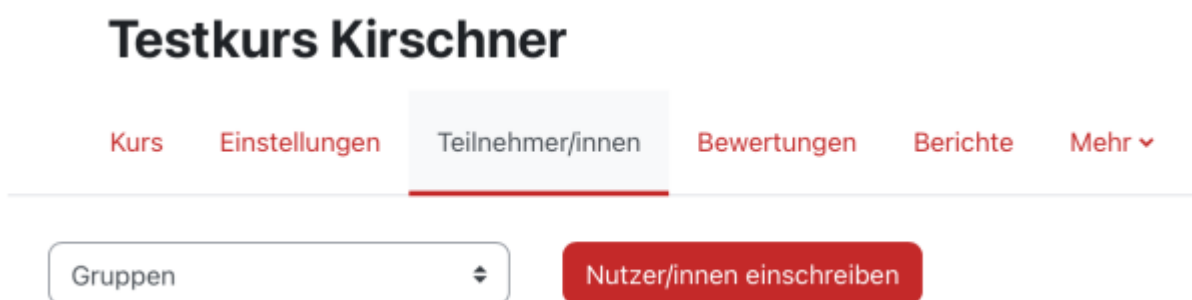 Testkurs Kirschner
Kurs Einstellungen Teilnehmer/innen Bewertungen Berichte Mehr
Gruppen Nutzer/innen einschreiben